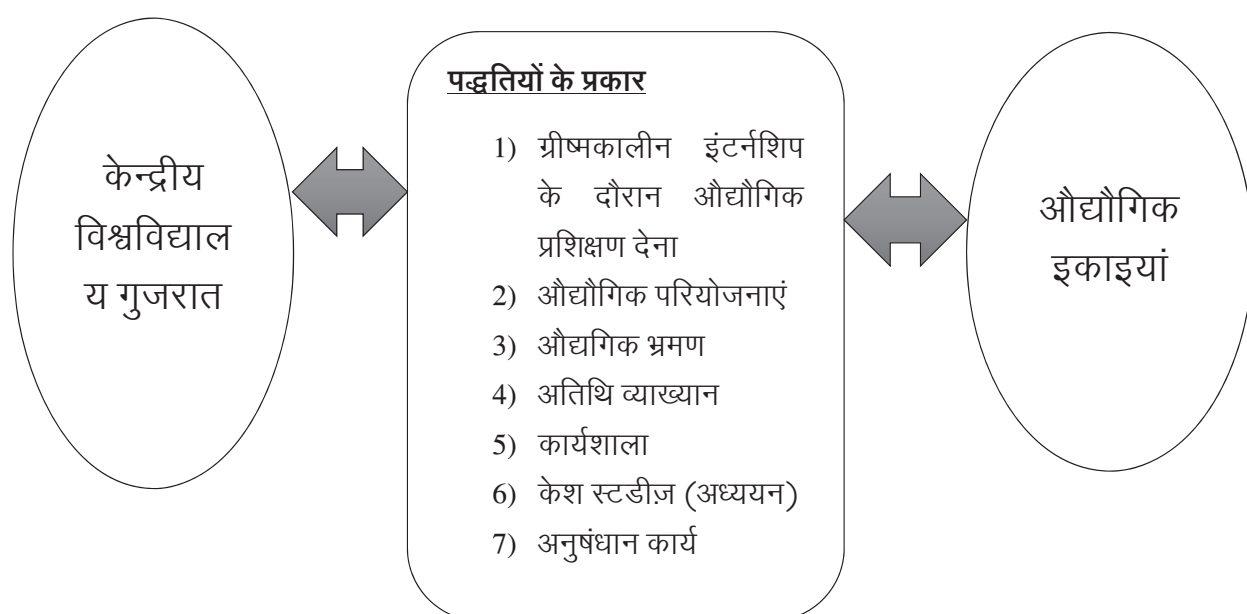 केन्द्रीय
विश्वविद्याल
य गुजरात
पद्धतियों के प्रकार
1) ग्रीष्मकालीन इंटर्नशिप
के दौरान औद्यौगिक
प्रशिक्षण देना
2) औद्यौगिक परियोजनाएं
3) औद्यगिक भ्रमण
4) अतिथि व्याख्यान
5) कार्यशाला
6) केश स्टडीज़ (अध्ययन)
7) अनुषंधान कार्य
औद्यौगिक
इकाइयां